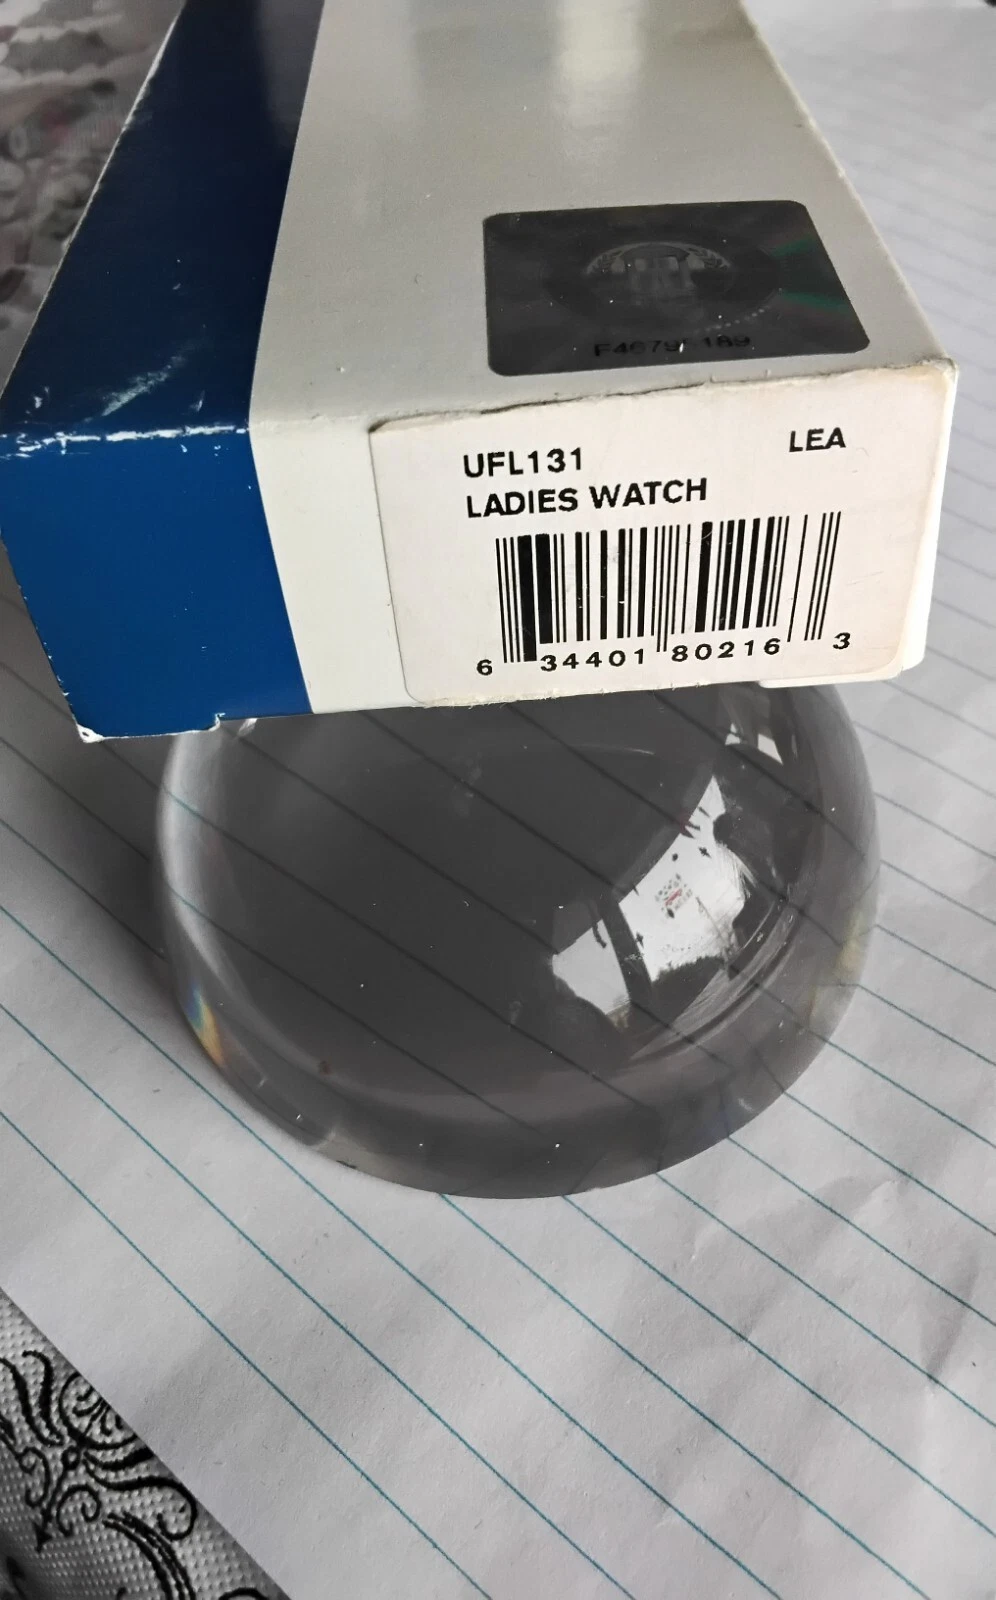 UFL131 LEA
LADIES WATCH
6 34401 80216 3